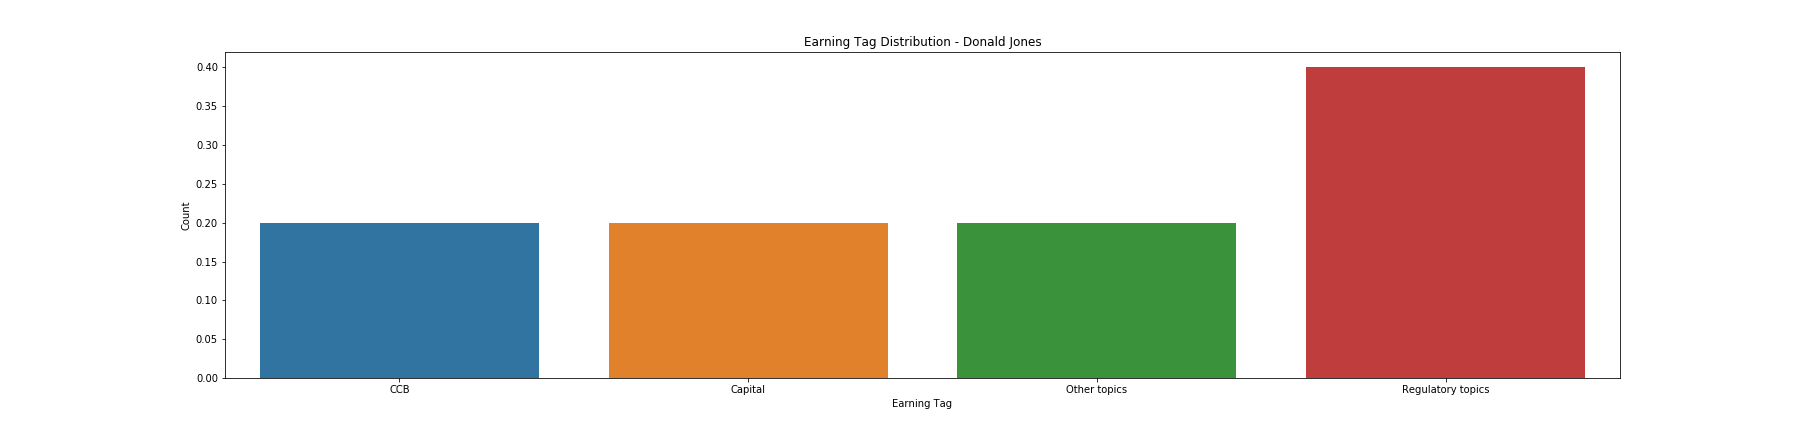 Earning Tag Distribution - Donald Jones
0.40
0.35
0.30
0.25
0.20
0.15
0.10
0.05
0.00
Count
CCB
Capital
Other topics
Regulatory topics
Earning Tag